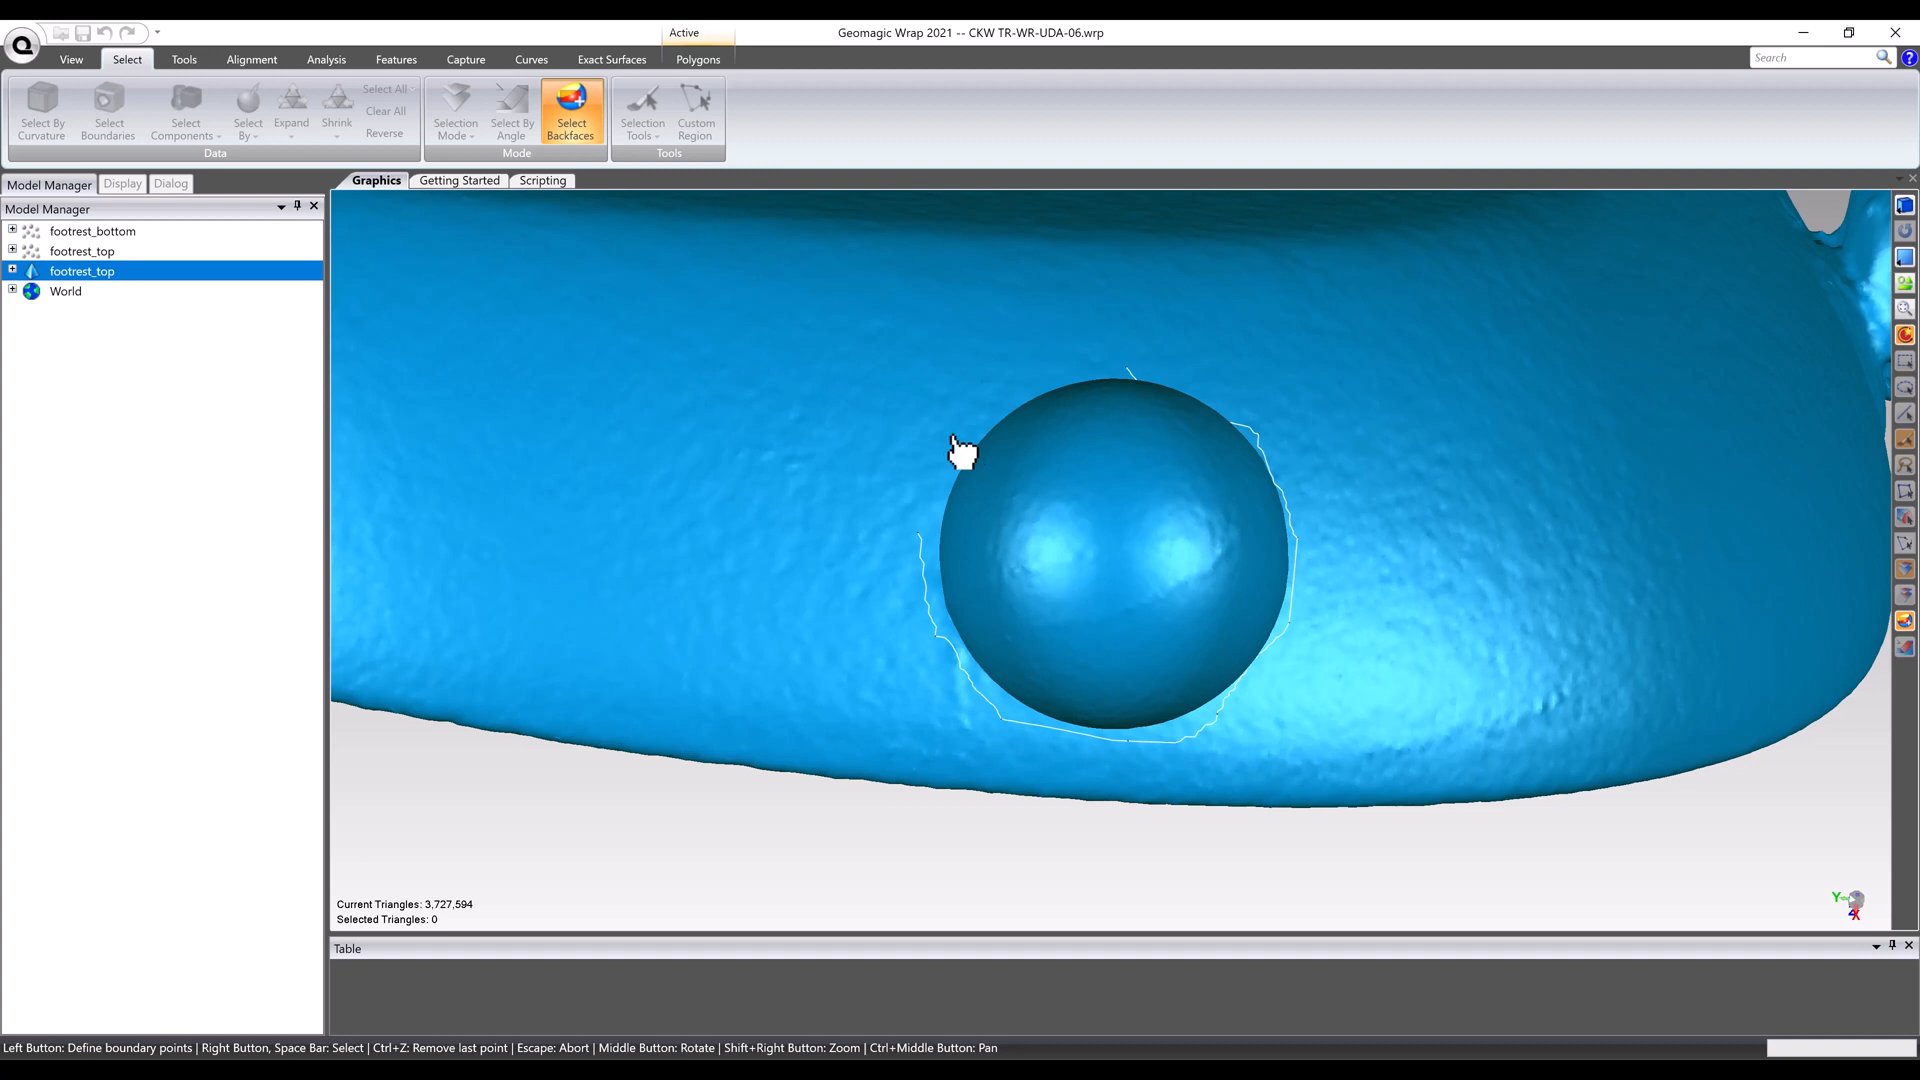 Active
Geomagic Wrap 2021 -- CKW TR-WR-UDA-06.wrp
View
Select
Tools
Alignment
Analysis
Features
Capture
Curves
Exact Surfaces
Polygons
Search
Select By Curvature
Select Boundaries
Select Components
Select By
Expand
Shrink
Select All
Clear All
Reverse
Data
Selection Mode
Select By Angle
Select Backfaces
Mode
Selection Tools
Custom Region
Tools
Model Manager
Display
Dialog
Graphics
Getting Started
Scripting
Model Manager
footrest_bottom
footrest_top
footrest_top
World
Current Triangles: 3,727,594
Selected Triangles: 0
Y
X
Table
Left Button: Define boundary points | Right Button, Space Bar: Select | Ctrl+Z: Remove last point | Escape: Abort | Middle Button: Rotate | Shift+Right Button: Zoom | Ctrl+Middle Button: Pan